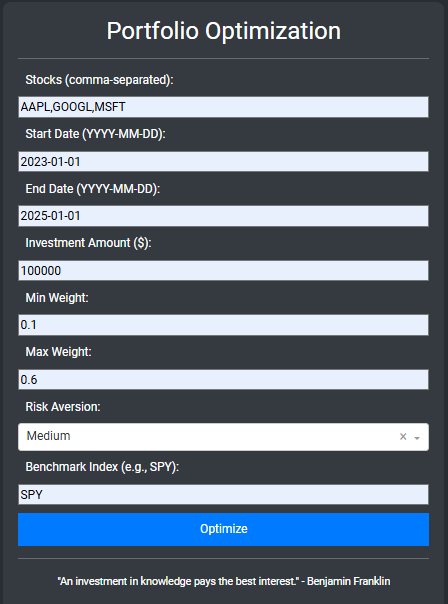 Portfolio Optimization
Stocks (comma-separated):
AAPL,GOOGL,MSFT
Start Date (YYYY-MM-DD):
2023-01-01
End Date (YYYY-MM-DD):
2025-01-01
Investment Amount ($):
100000
Min Weight:
0.1
Max Weight:
0.6
Risk Aversion:
Medium
Benchmark Index (e.g., SPY):
SPY
Optimize
"An investment in knowledge pays the best interest." - Benjamin Franklin